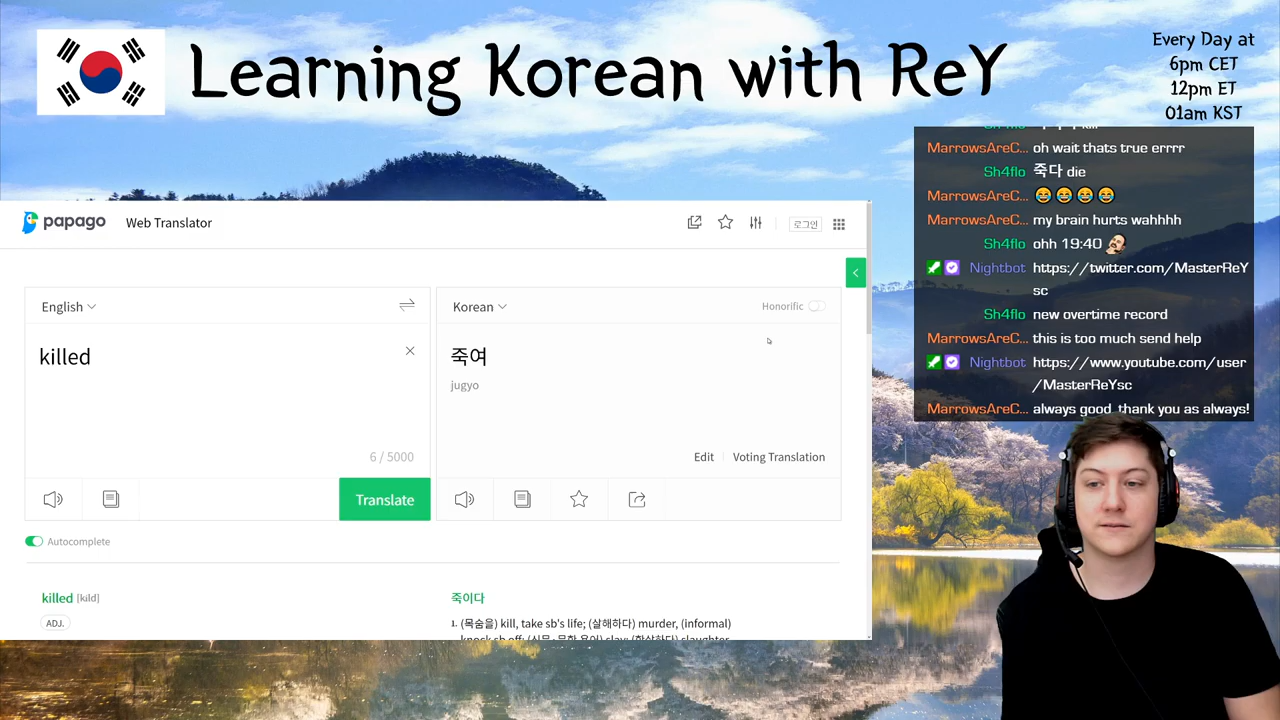 Learning Korean with ReY
Every Day at
6pm CET
12pm ET
01am KST
MarrowsAreC... oh wait thats true errrr
Sh4flo 죽다 die
MarrowsAreC... 😂 😂 😂 😂
MarrowsAreC... my brain hurts wahhhh
Sh4flo ohh 19:40
Nightbot https://twitter.com/MasterReY
sc
Sh4flo new overtime record
MarrowsAreC... this is too much send help
Nightbot https://www.youtube.com/user
/MasterReYsc
MarrowsAreC... always good thank you as always!
papago Web Translator 로그인
English
Korean Honorific
killed
죽여
jugyo
6 / 5000
Edit Voting Translation
Translate
Autocomplete
killed [kild]
ADJ.
죽이다
1. (목숨을) kill, take sb's life; (살해하다) murder, (informal)